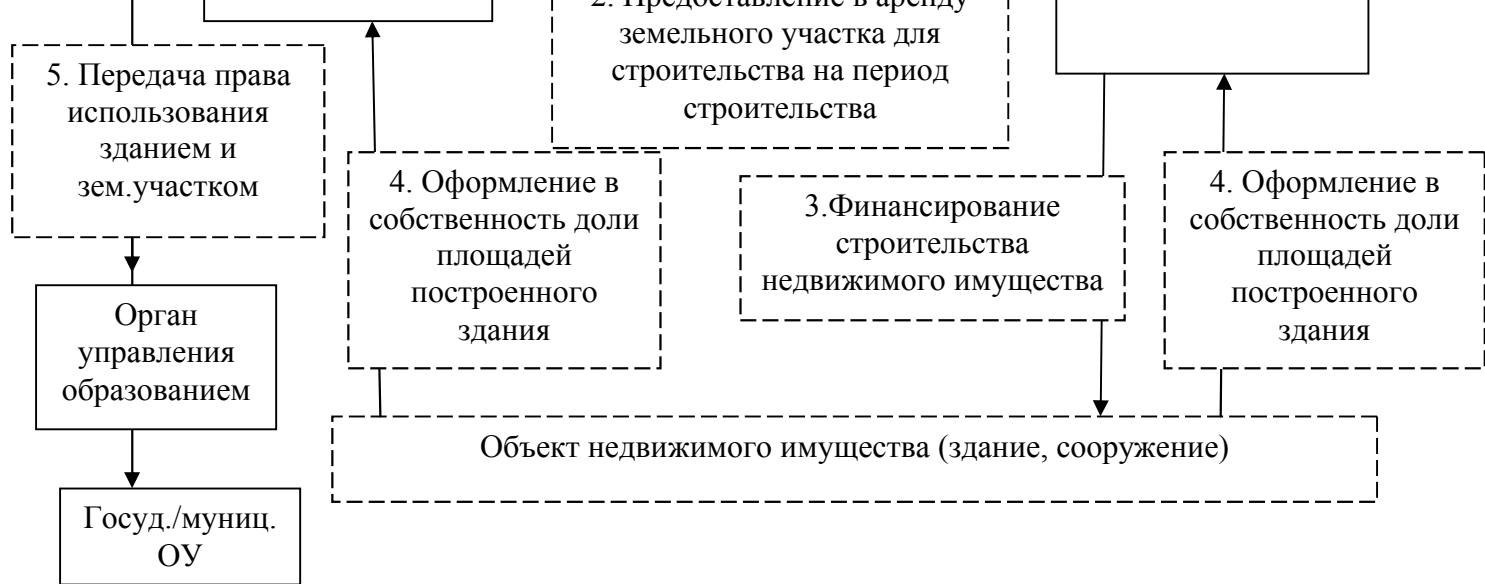 2. Предоставление в аренду
земельного участка для
строительства на период
строительства
5. Передача права
использования
зданием и
зем.участком
4. Оформление в
собственность доли
площадей
построенного
здания
3.Финансирование
строительства
недвижимого имущества
4. Оформление в
собственность доли
площадей
построенного
здания
Орган
управления
образованием
Объект недвижимого имущества (здание, сооружение)
Госуд./муниц.
ОУ